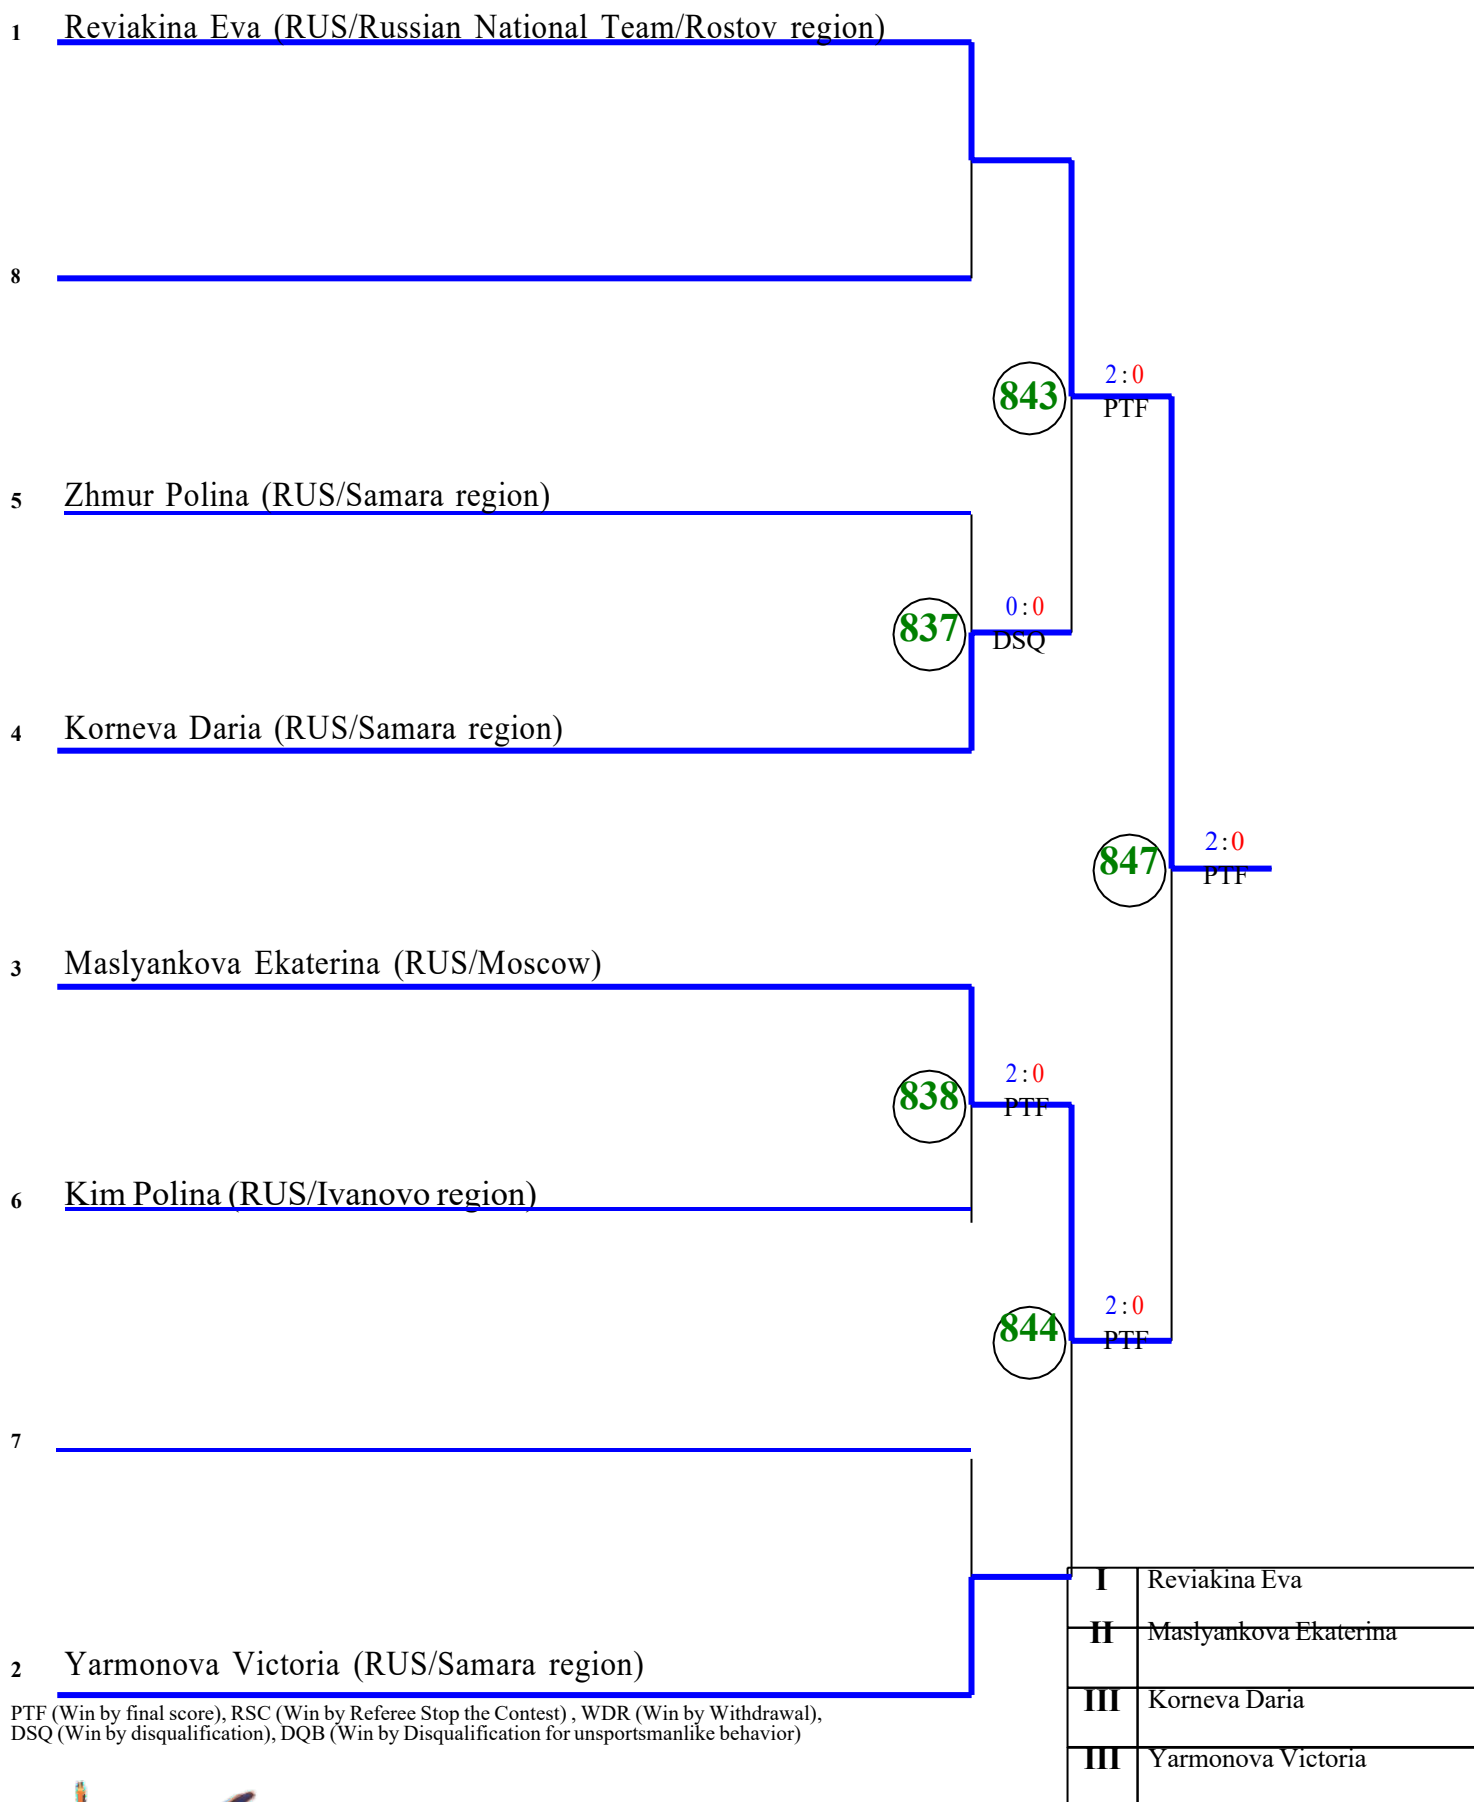 1 Reviakina Eva (RUS/Russian National Team/Rostov region)
8
843 2:0
PTF
5 Zhmur Polina (RUS/Samara region)
837 0:0
DSQ
4 Korneva Daria (RUS/Samara region)
847 2:0
PTF
3 Maslyankova Ekaterina (RUS/Moscow)
838 2:0
PTF
6 Kim Polina (RUS/Ivanovo region)
844 2:0
PTF
7
2 Yarmonova Victoria (RUS/Samara region)
I Reviakina Eva
II Maslyankova Ekaterina
III Korneva Daria
III Yarmonova Victoria
PTF (Win by final score), RSC (Win by Referee Stop the Contest) , WDR (Win by Withdrawal),
DSQ (Win by disqualification), DQB (Win by Disqualification for unsportsmanlike behavior)